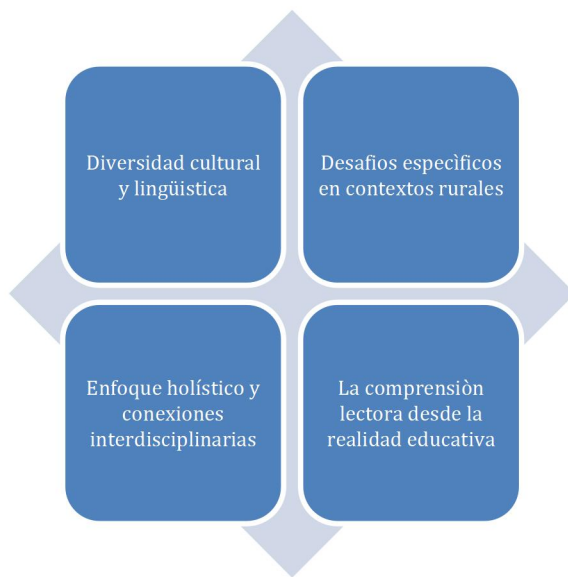 Diversidad cultural
y lingüistica
Desafios especìficos
en contextos rurales
Enfoque holístico y
conexiones
interdisciplinarias
La comprensiòn
lectora desde la
realidad educativa